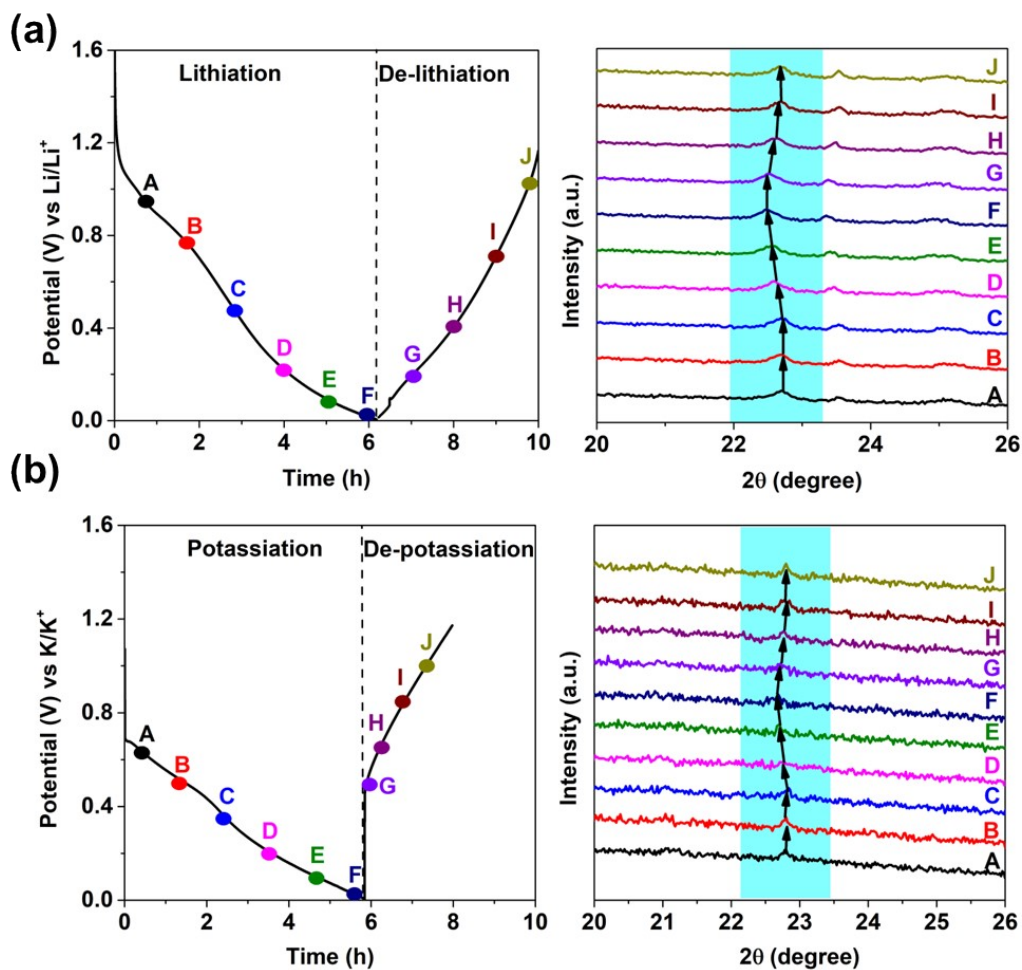 (a)
1.6
1.2
0.8
0.4
0.0
Potential (V) vs Li/Li⁺
Lithiation
De-lithiation
A
B
C
D
E
F
G
H
I
J
0 2 4 6 8 10
Time (h)
Intensity (a.u.)
J
I
H
G
F
E
D
C
B
A
20 22 24 26
2θ (degree)
(b)
1.6
1.2
0.8
0.4
0.0
Potential (V) vs K/K⁺
Potassiation
De-potassiation
A
B
C
D
E
F
G
H
I
J
0 2 4 6 8 10
Time (h)
Intensity (a.u.)
J
I
H
G
F
E
D
C
B
A
20 21 22 23 24 25 26
2θ (degree)